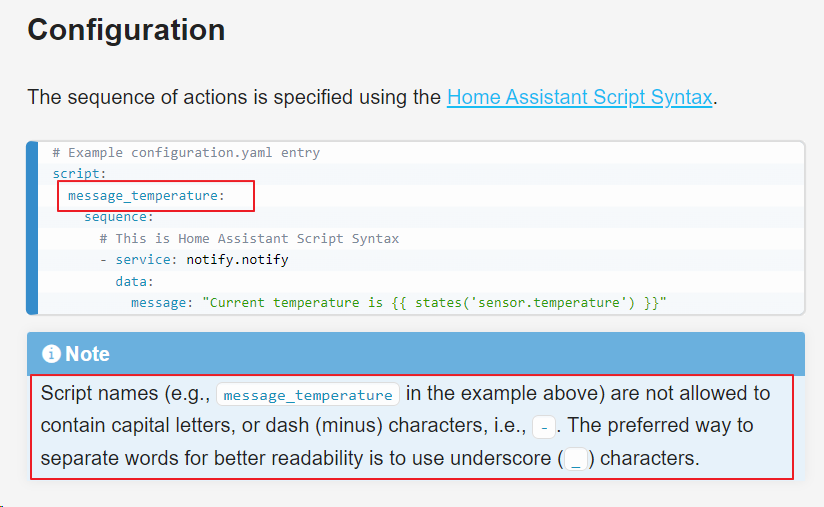 Configuration
The sequence of actions is specified using the Home Assistant Script Syntax.
# Example configuration.yaml entry
script:
  message_temperature:
    sequence:
      # This is Home Assistant Script Syntax
      - service: notify.notify
        data:
          message: "Current temperature is {{ states('sensor.temperature') }}"
Note
Script names (e.g., message_temperature in the example above) are not allowed to
contain capital letters, or dash (minus) characters, i.e., -. The preferred way to
separate words for better readability is to use underscore (_) characters.